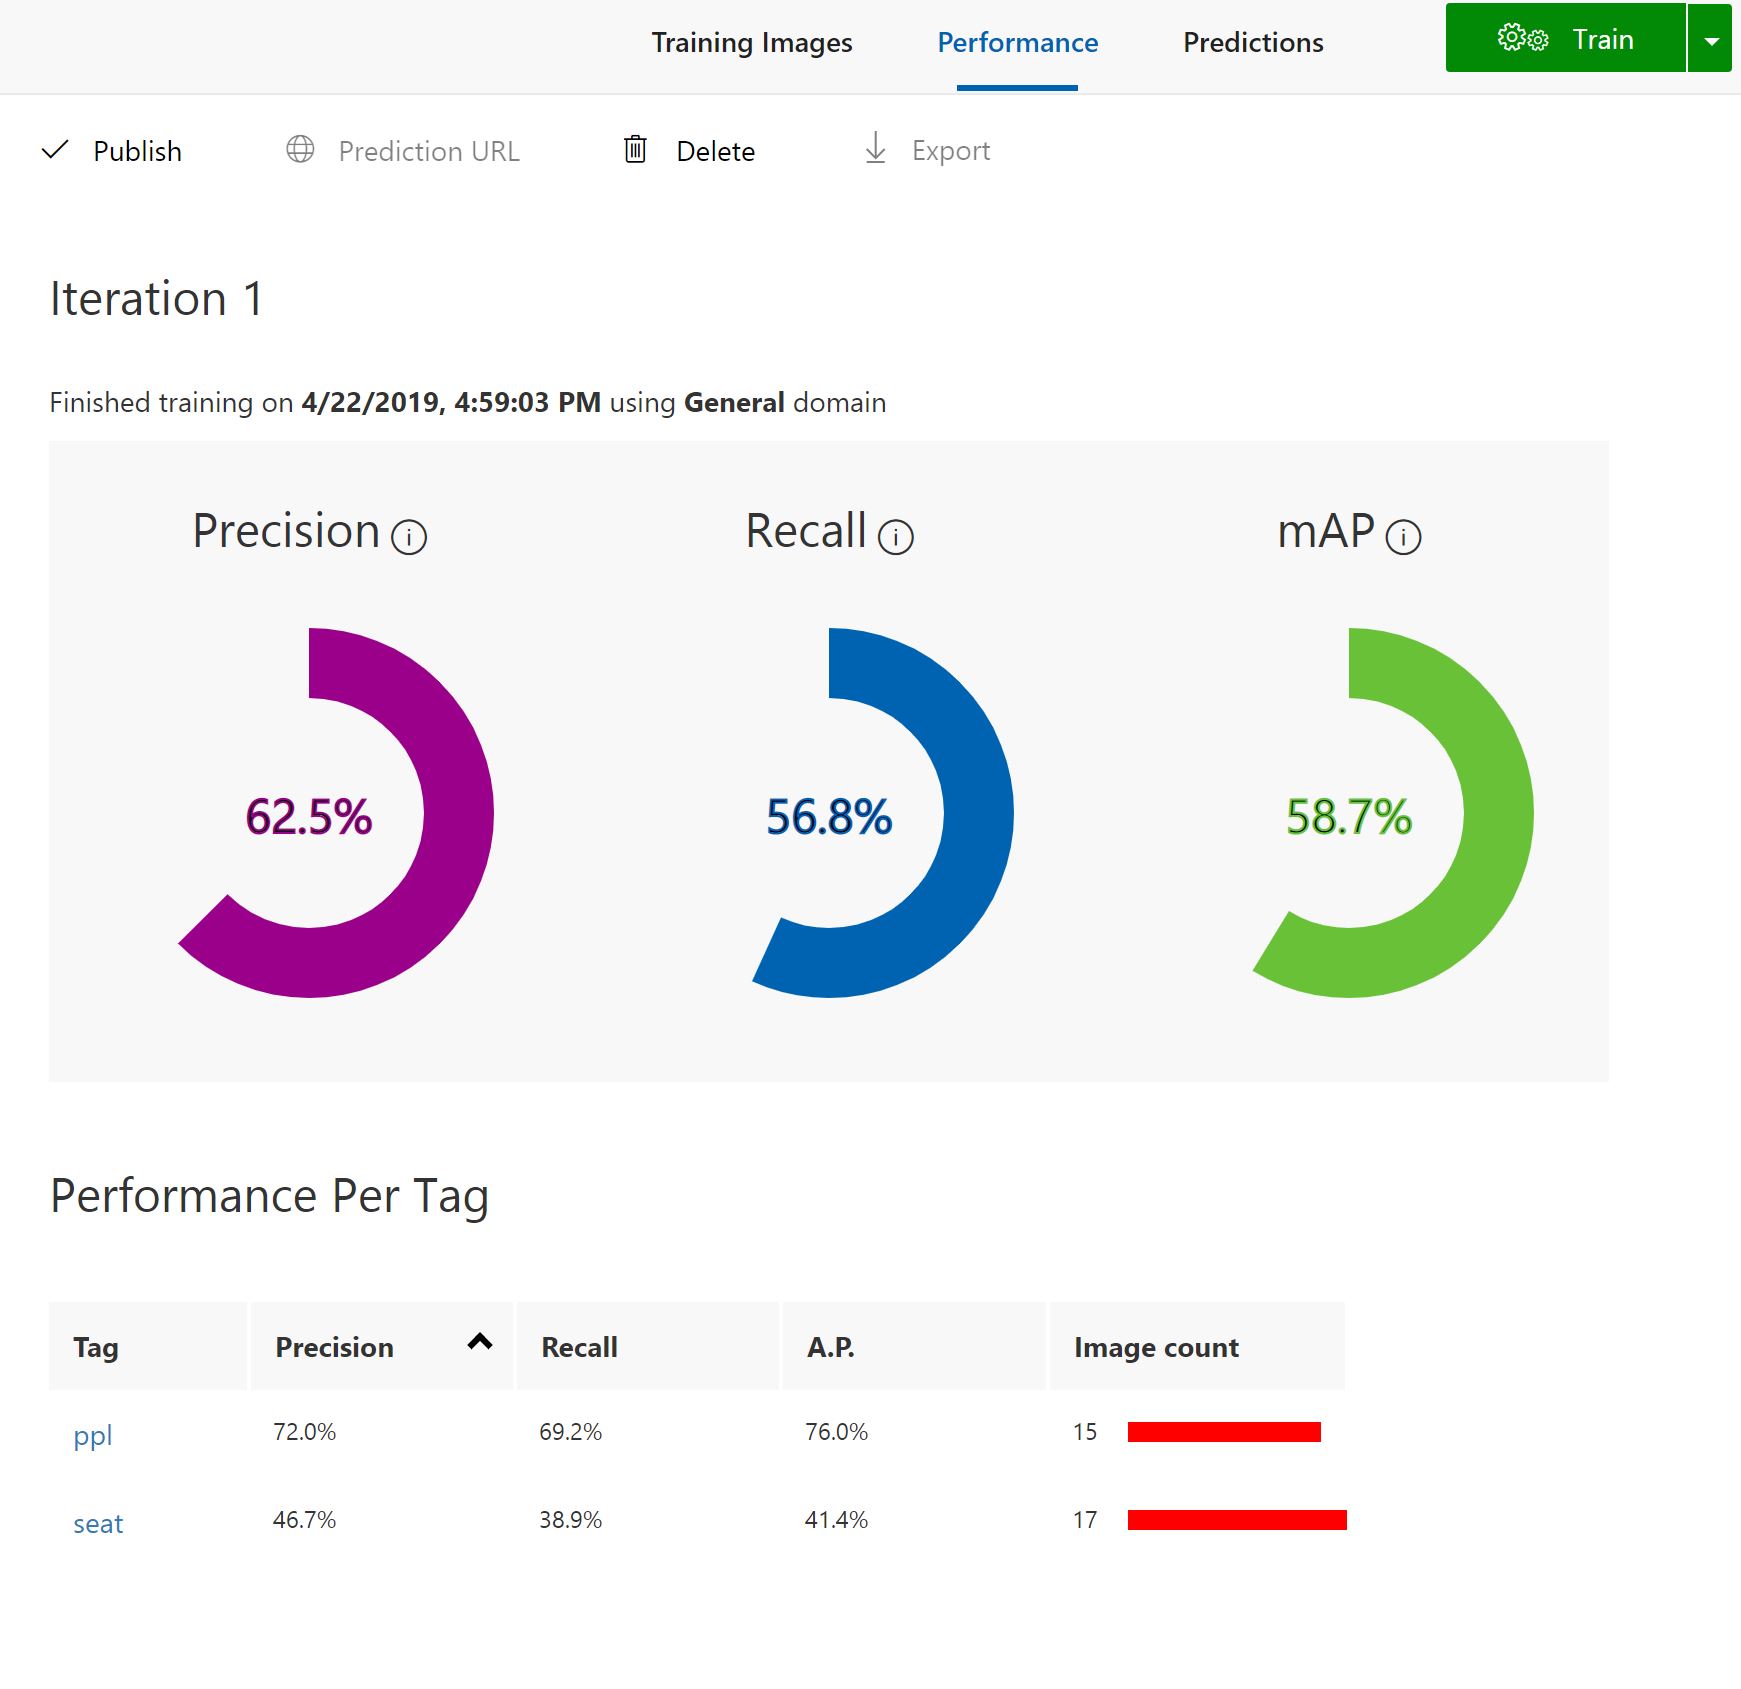 Training Images Performance Predictions Train
Publish Prediction URL Delete Export
Iteration 1
Finished training on 4/22/2019, 4:59:03 PM using General domain
Precision Recall mAP
62.5% 56.8% 58.7%
Performance Per Tag
Tag Precision Recall A.P. Image count
ppl 72.0% 69.2% 76.0% 15
seat 46.7% 38.9% 41.4% 17